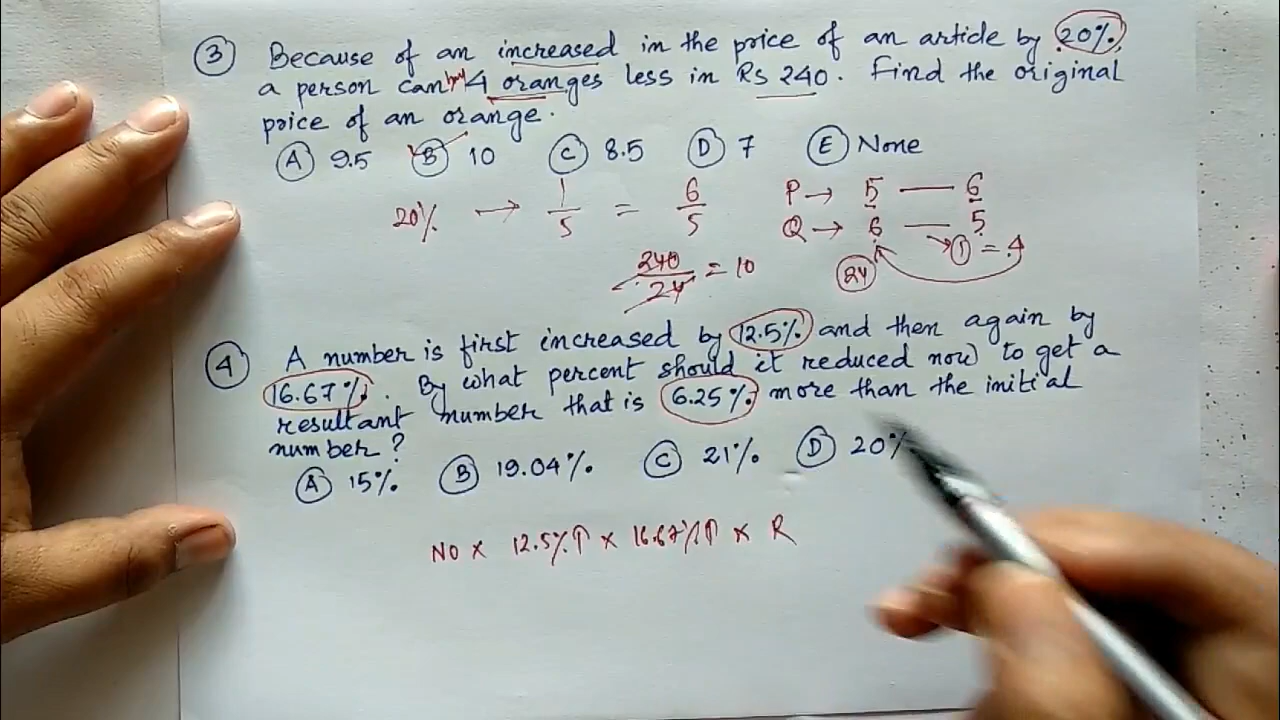 3 Because of an increased in the price of an article by 20%.
a person can buy 4 oranges less in Rs 240. Find the original
price of an orange.
A 9.5 B 10 C 8.5 D 7 E None
20% → 1/5 = 6/5 P → 5 — 6
Q → 6 — 5
→ 1 = 4
240/24 = 10 24
4 A number is first increased by 12.5% and then again by
16.67%. By what percent should it reduced now to get a
resultant number that is 6.25% more than the initial
number?
A 15% B 19.04% C 21% D 20%
NO × 12.5%↑ × 16.67%↑ × R